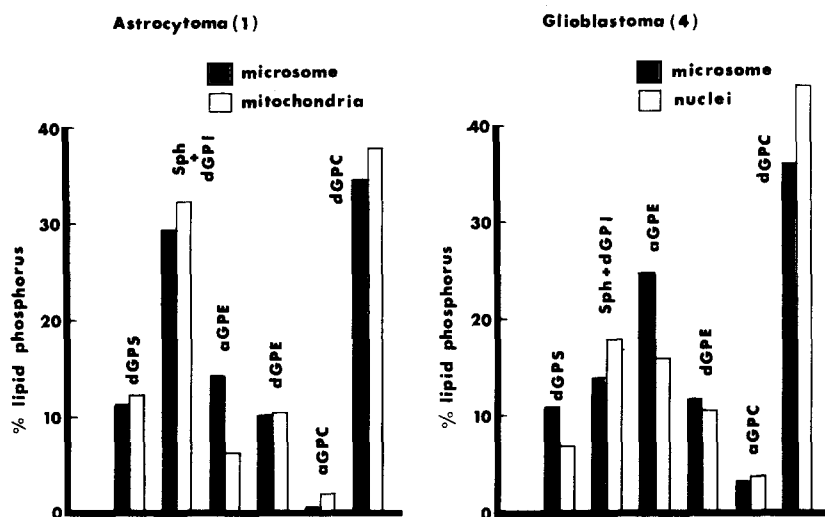 Astrocytoma (1)
microsome
mitochondria
% lipid phosphorus
40
30
20
10
0
dGPS
Sph + dGPI
aGPE
dGPE
aGPC
dGPC
Glioblastoma (4)
microsome
nuclei
% lipid phosphorus
40
30
20
10
0
dGPS
Sph + dGPI
aGPE
dGPE
aGPC
dGPC